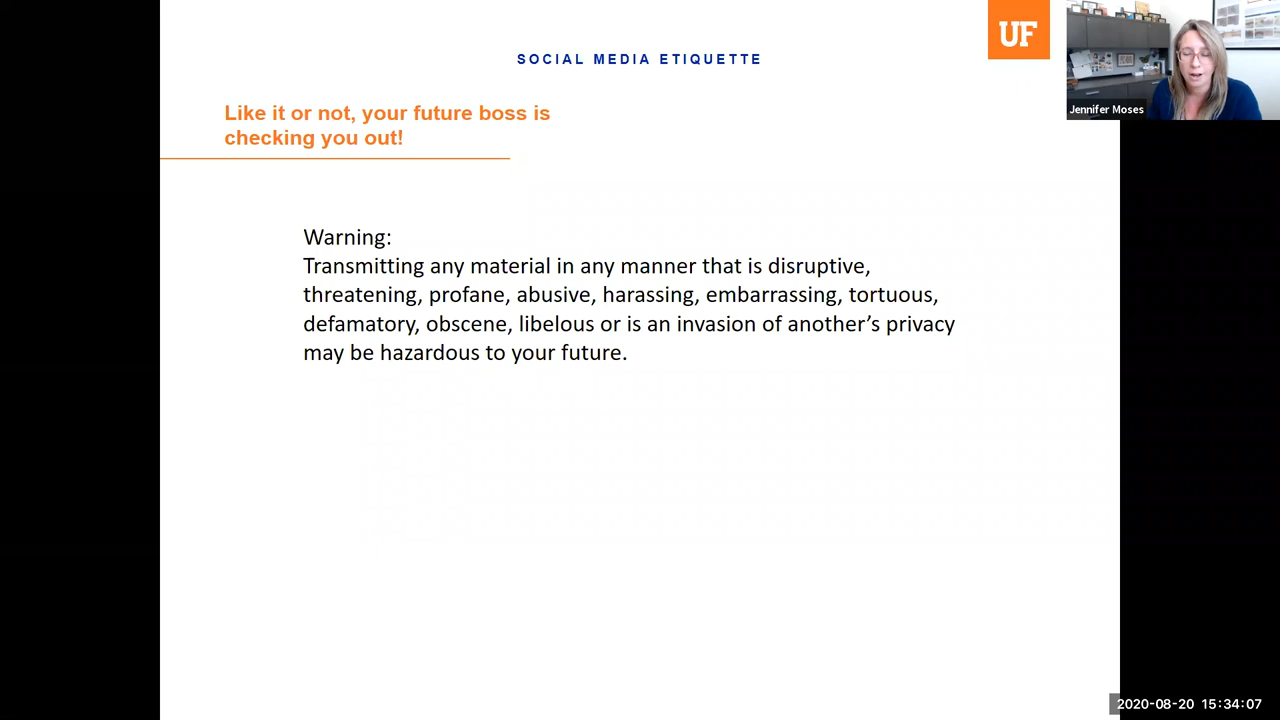 SOCIAL MEDIA ETIQUETTE
UF
Jennifer Moses
Like it or not, your future boss is
checking you out!
Warning:
Transmitting any material in any manner that is disruptive,
threatening, profane, abusive, harassing, embarrassing, tortuous,
defamatory, obscene, libelous or is an invasion of another’s privacy
may be hazardous to your future.
2020-08-20 15:34:07